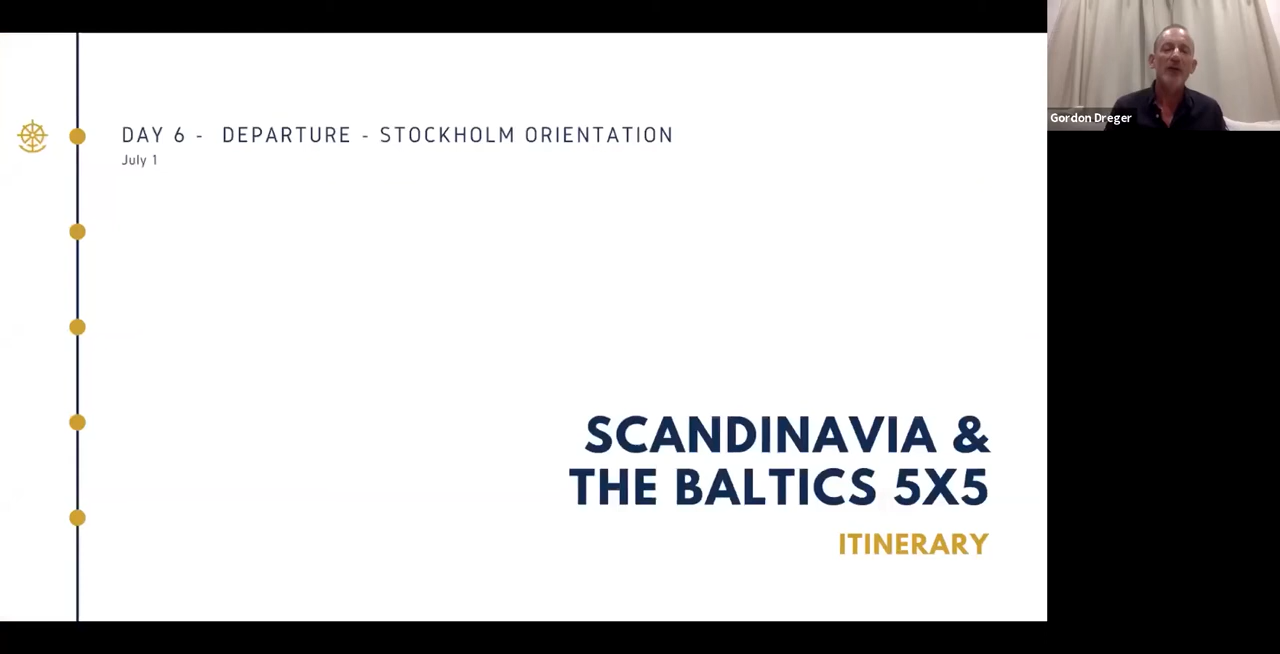 DAY 6 - DEPARTURE - STOCKHOLM ORIENTATION
July 1
SCANDINAVIA &
THE BALTICS 5X5
ITINERARY
Gordon Dreger